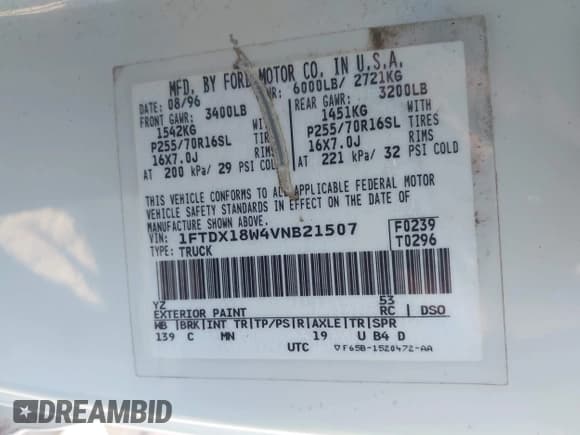 MFD. BY FORD MOTOR CO. IN U.S.A.
DATE: 08/96 GVWR: 6000LB/ 2721KG
FRONT GAWR: 3400LB REAR GAWR: 3200LB
1542KG WITH 1451KG WITH
P255/70R16SL TIRES P255/70R16SL TIRES
16X7.0J RIMS 16X7.0J RIMS
AT 200 kPa/ 29 PSI COLD AT 221 kPa/ 32 PSI COLD
THIS VEHICLE CONFORMS TO ALL APPLICABLE FEDERAL MOTOR
VEHICLE SAFETY STANDARDS IN EFFECT ON THE DATE OF
MANUFACTURE SHOWN ABOVE.
VIN: 1FTDX18W4VNB21507 F0239
TYPE: TRUCK T0296
YZ 53
EXTERIOR PAINT RC DSO
WB BRK INT TR TP/PS R AXLE TR SPR
139 C MN 19 U B4 D
UTC F65B-1520472-AA
DREAMBID